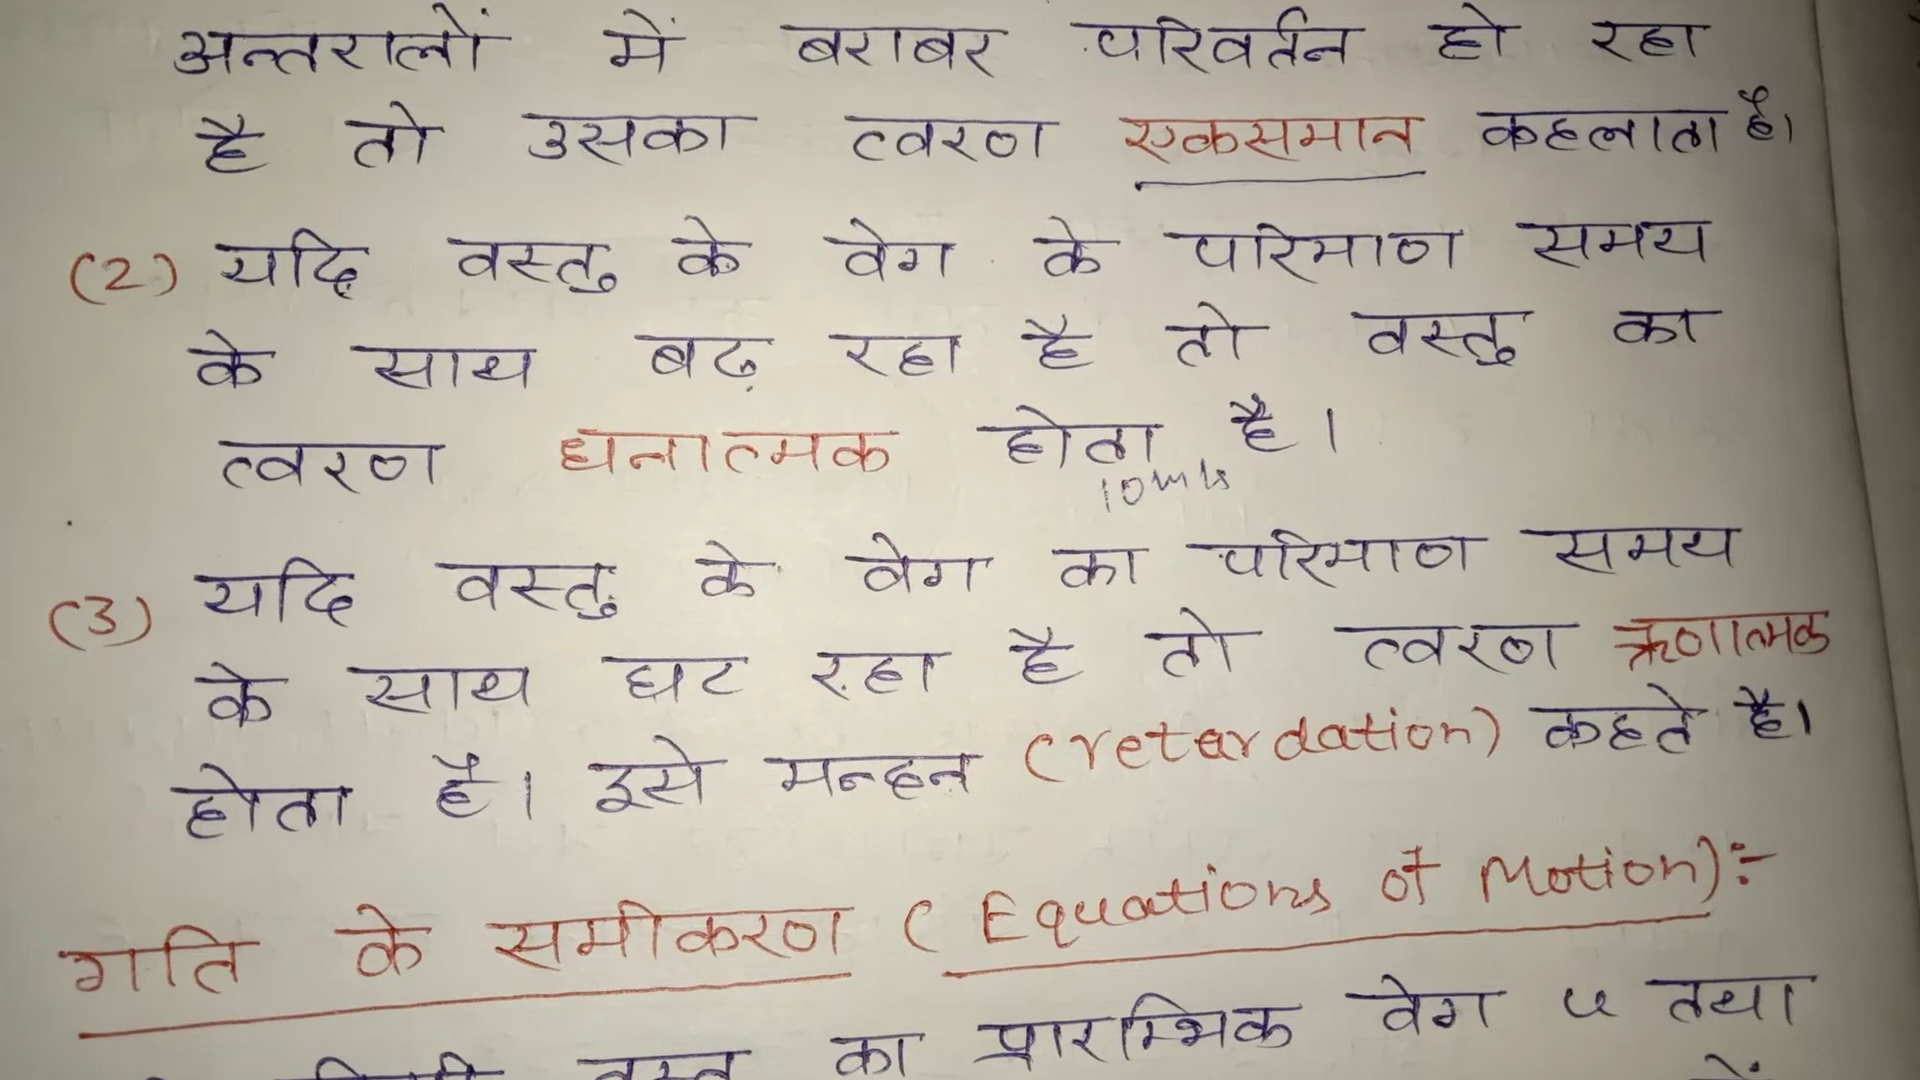 अन्तरालों में बराबर परिवर्तन हो रहा
है तो उसका त्वरण एकसमान कहलाता है।
(2) यदि वस्तु के वेग के परिमाण समय
के साथ बढ़ रहा है तो वस्तु का
त्वरण धनात्मक होता है।
10m/s
(3) यदि वस्तु के वेग का परिमाण समय
के साथ घट रहा है तो त्वरण ऋणात्मक
होता है। इसे मन्दन (retardation) कहते है।
गति के समीकरण (Equations of Motion):-
वस्तु का प्रारम्भिक वेग u तथा